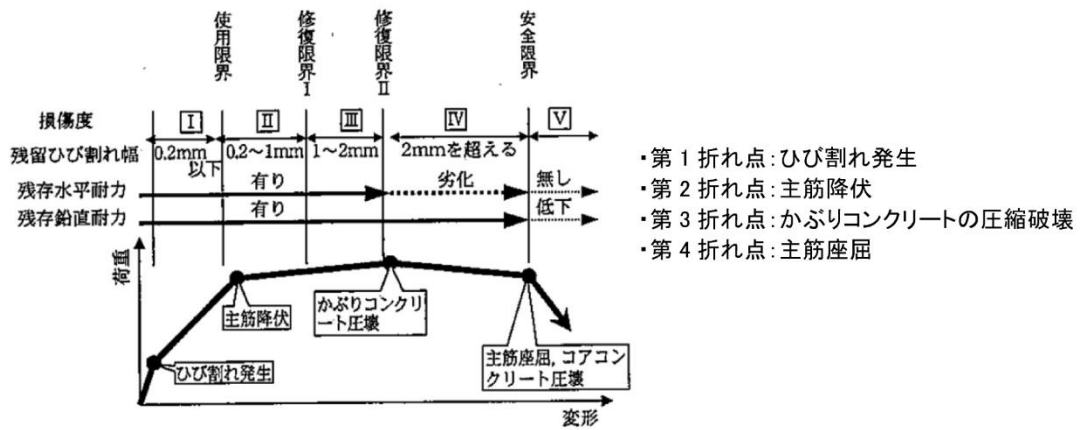 使用限界
修復限界Ⅰ
修復限界Ⅱ
安全限界
損傷度
Ⅰ
Ⅱ
Ⅲ
Ⅳ
Ⅴ
残留ひび割れ幅
0.2mm
以下
0.2〜1mm
1〜2mm
2mmを超える
残存水平耐力
有り
劣化
無し
残存鉛直耐力
有り
低下
荷重
ひび割れ発生
主筋降伏
かぶりコンクリ
ート圧壊
主筋座屈,コアコン
クリート圧壊
変形
・第1折れ点:ひび割れ発生
・第2折れ点:主筋降伏
・第3折れ点:かぶりコンクリートの圧縮破壊
・第4折れ点:主筋座屈